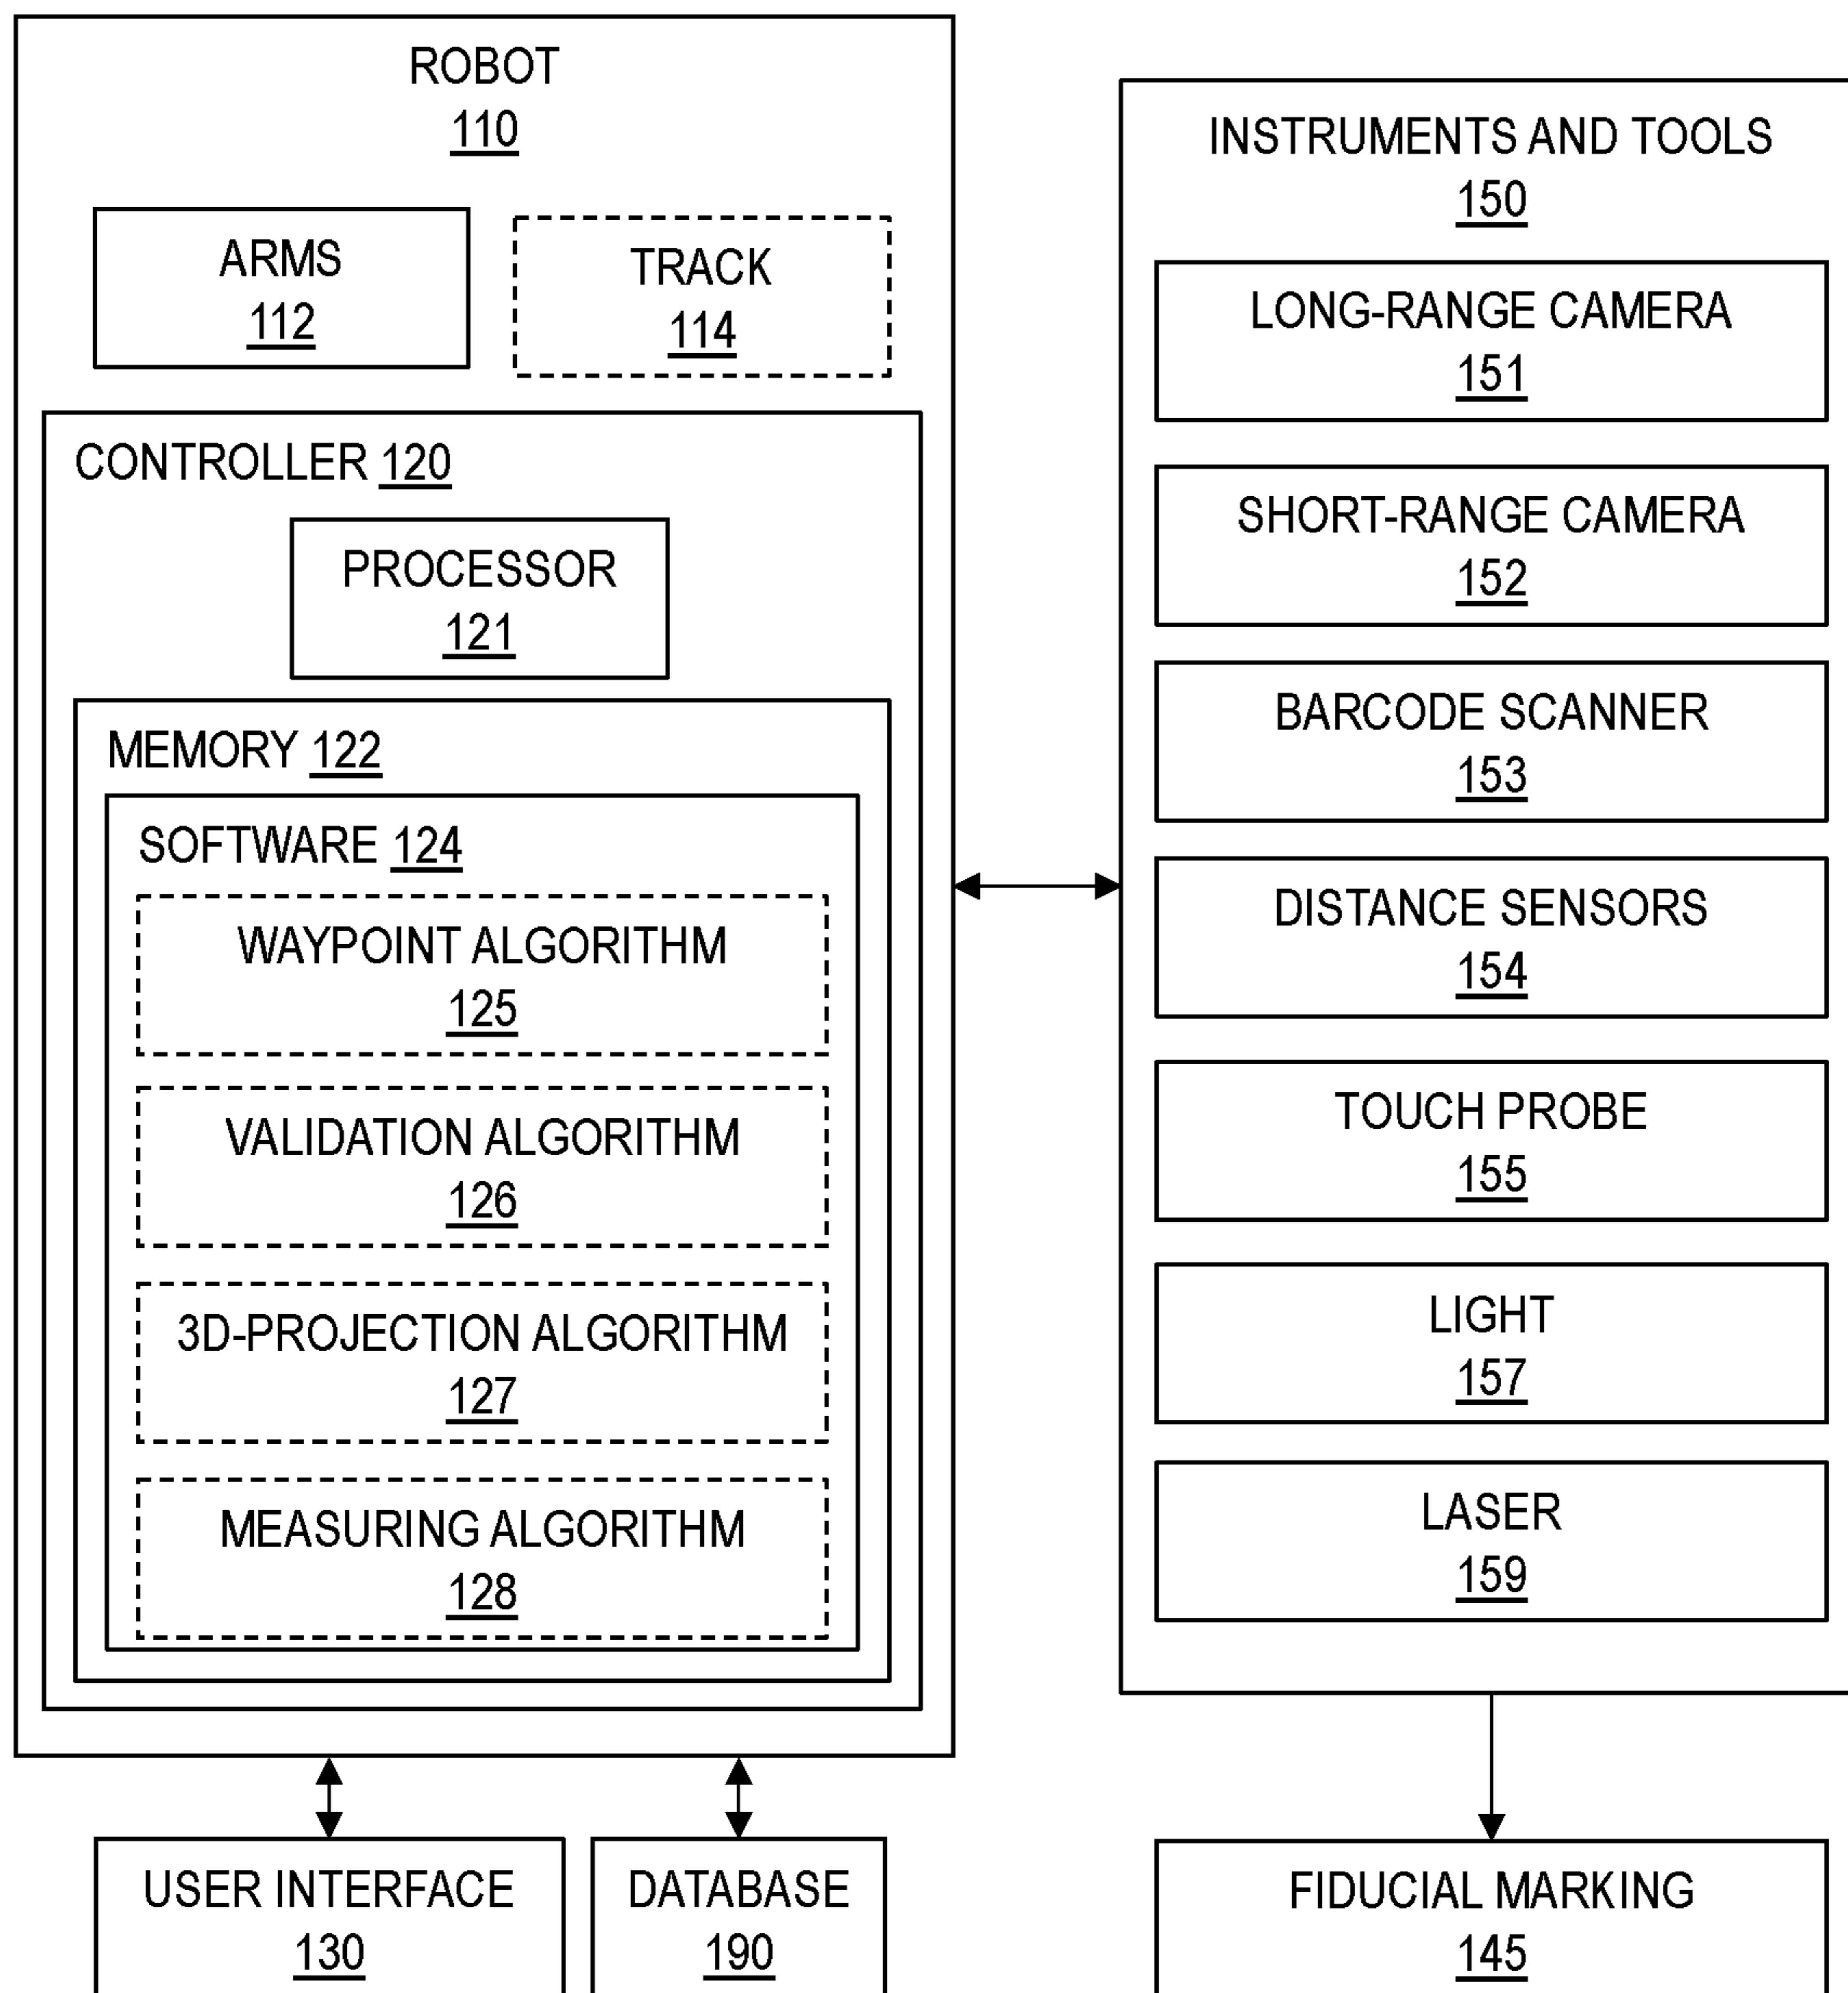 ROBOT
110
ARMS
112
TRACK
114
CONTROLLER 120
PROCESSOR
121
MEMORY 122
SOFTWARE 124
WAYPOINT ALGORITHM
125
VALIDATION ALGORITHM
126
3D-PROJECTION ALGORITHM
127
MEASURING ALGORITHM
128
USER INTERFACE
130
DATABASE
190
INSTRUMENTS AND TOOLS
150
LONG-RANGE CAMERA
151
SHORT-RANGE CAMERA
152
BARCODE SCANNER
153
DISTANCE SENSORS
154
TOUCH PROBE
155
LIGHT
157
LASER
159
FIDUCIAL MARKING
145